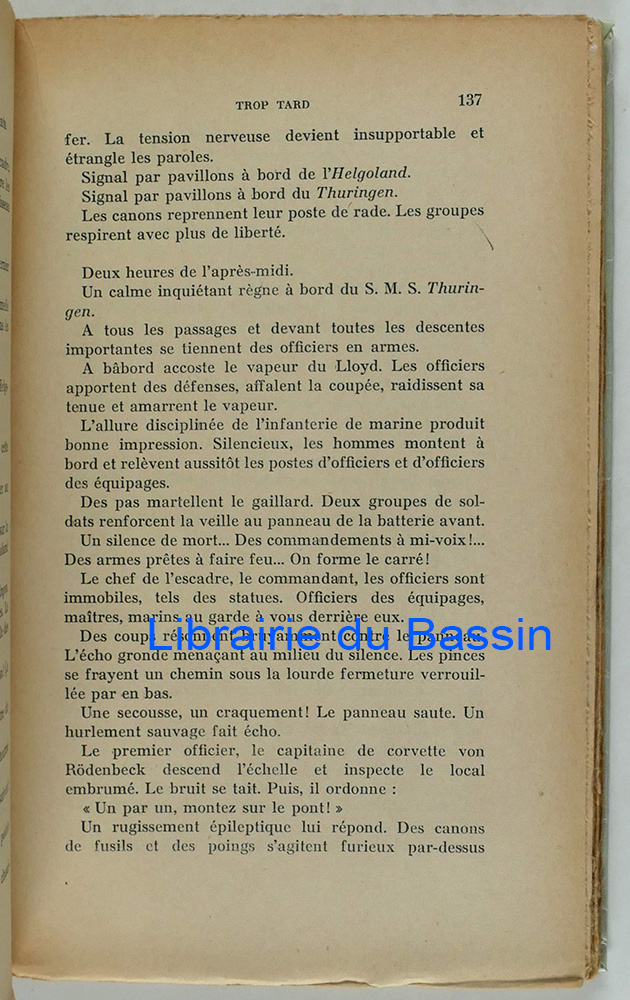 TROP TARD 137
fer. La tension nerveuse devient insupportable et
étrangle les paroles.
Signal par pavillons à bord de l'Helgoland.
Signal par pavillons à bord du Thuringen.
Les canons reprennent leur poste de rade. Les groupes
respirent avec plus de liberté.
Deux heures de l'après-midi.
Un calme inquiétant règne à bord du S. M. S. Thurin-
gen.
A tous les passages et devant toutes les descentes
importantes se tiennent des officiers en armes.
A bâbord accoste le vapeur du Lloyd. Les officiers
apportent des défenses, affalent la coupée, raidissent sa
tenue et amarrent le vapeur.
L'allure disciplinée de l'infanterie de marine produit
bonne impression. Silencieux, les hommes montent à
bord et relèvent aussitôt les postes d'officiers et d'officiers
des équipages.
Des pas martellent le gaillard. Deux groupes de sol-
dats renforcent la veille au panneau de la batterie avant.
Un silence de mort... Des commandements à mi-voix!...
Des armes prêtes à faire feu... On forme le carré!
Le chef de l'escadre, le commandant, les officiers sont
immobiles, tels des statues. Officiers des équipages,
maîtres, marins au garde à vous derrière eux.
Librairie du Bassin
Des coups résonnent bruyamment contre le panneau.
L'écho gronde menaçant au milieu du silence. Les pinces
se frayent un chemin sous la lourde fermeture verrouil-
lée par en bas.
Une secousse, un craquement! Le panneau saute. Un
hurlement sauvage fait écho.
Le premier officier, le capitaine de corvette von
Rödenbeck descend l'échelle et inspecte le local
embrumé. Le bruit se tait. Puis, il ordonne :
« Un par un, montez sur le pont! »
Un rugissement épileptique lui répond. Des canons
de fusils et des poings s'agitent furieux par-dessus